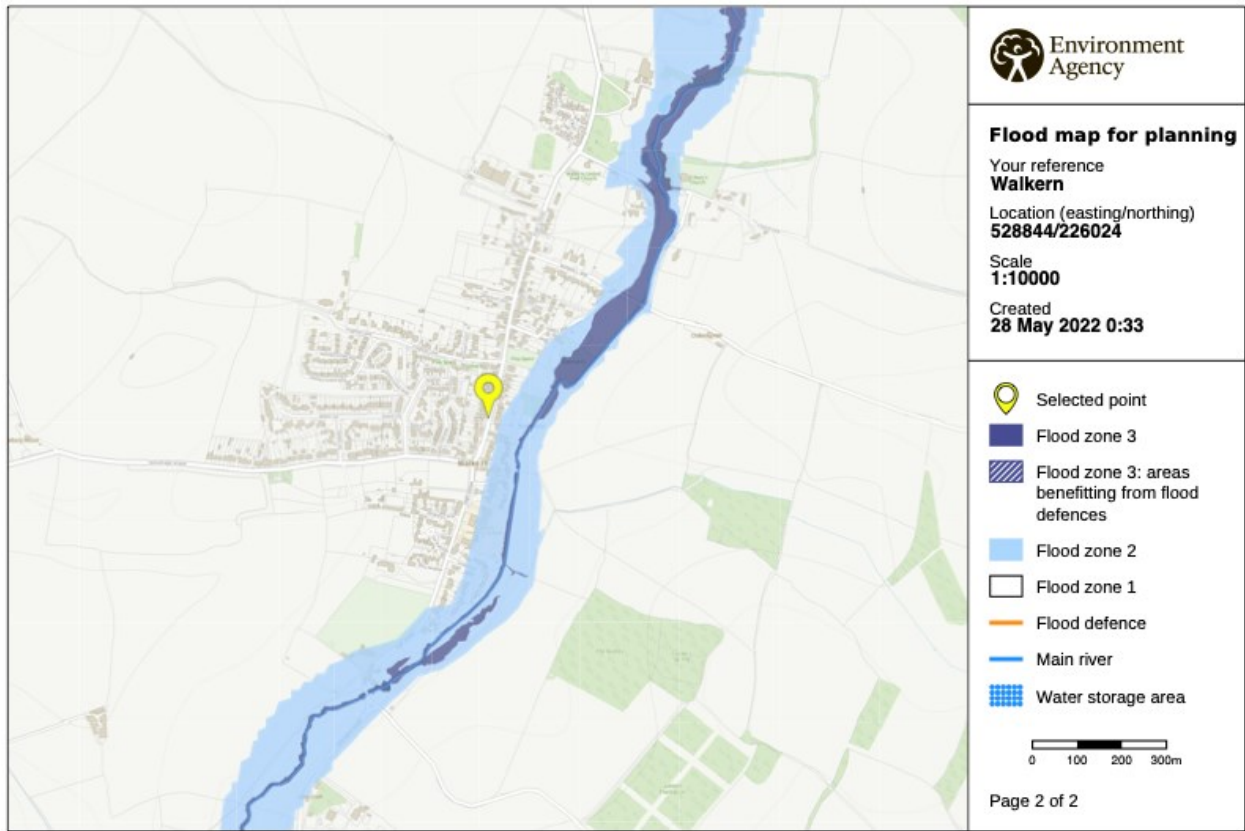 Environment
Agency
Flood map for planning
Your reference
Walkern
Location (easting/northing)
528844/226024
Scale
1:10000
Created
28 May 2022 0:33
Selected point
Flood zone 3
Flood zone 3: areas
benefitting from flood
defences
Flood zone 2
Flood zone 1
Flood defence
Main river
Water storage area
0 100 200 300m
Page 2 of 2